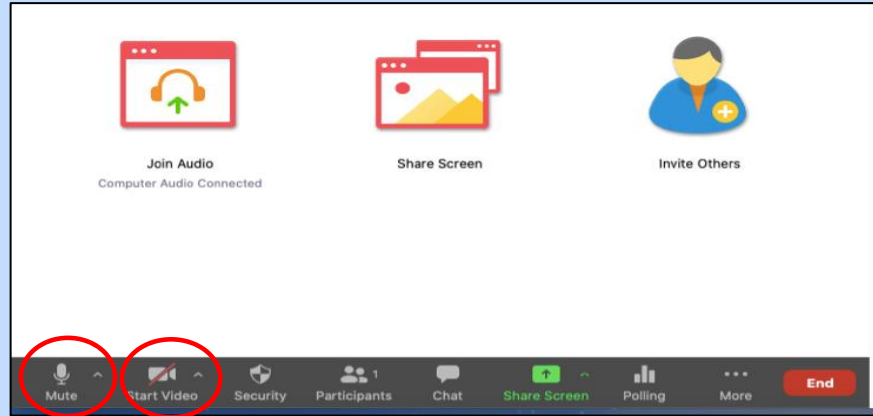 Join Audio
Computer Audio Connected
Share Screen
Invite Others
Mute
Start Video
Security
Participants
1
Chat
Share Screen
Polling
More
End